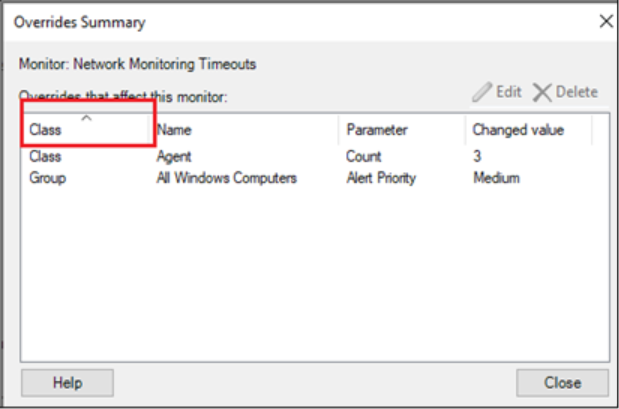 Overrides Summary
Monitor: Network Monitoring Timeouts
Overrides that affect this monitor: Edit Delete
Class Name Parameter Changed value
Class Agent Count 3
Group All Windows Computers Alert Priority Medium
Help Close